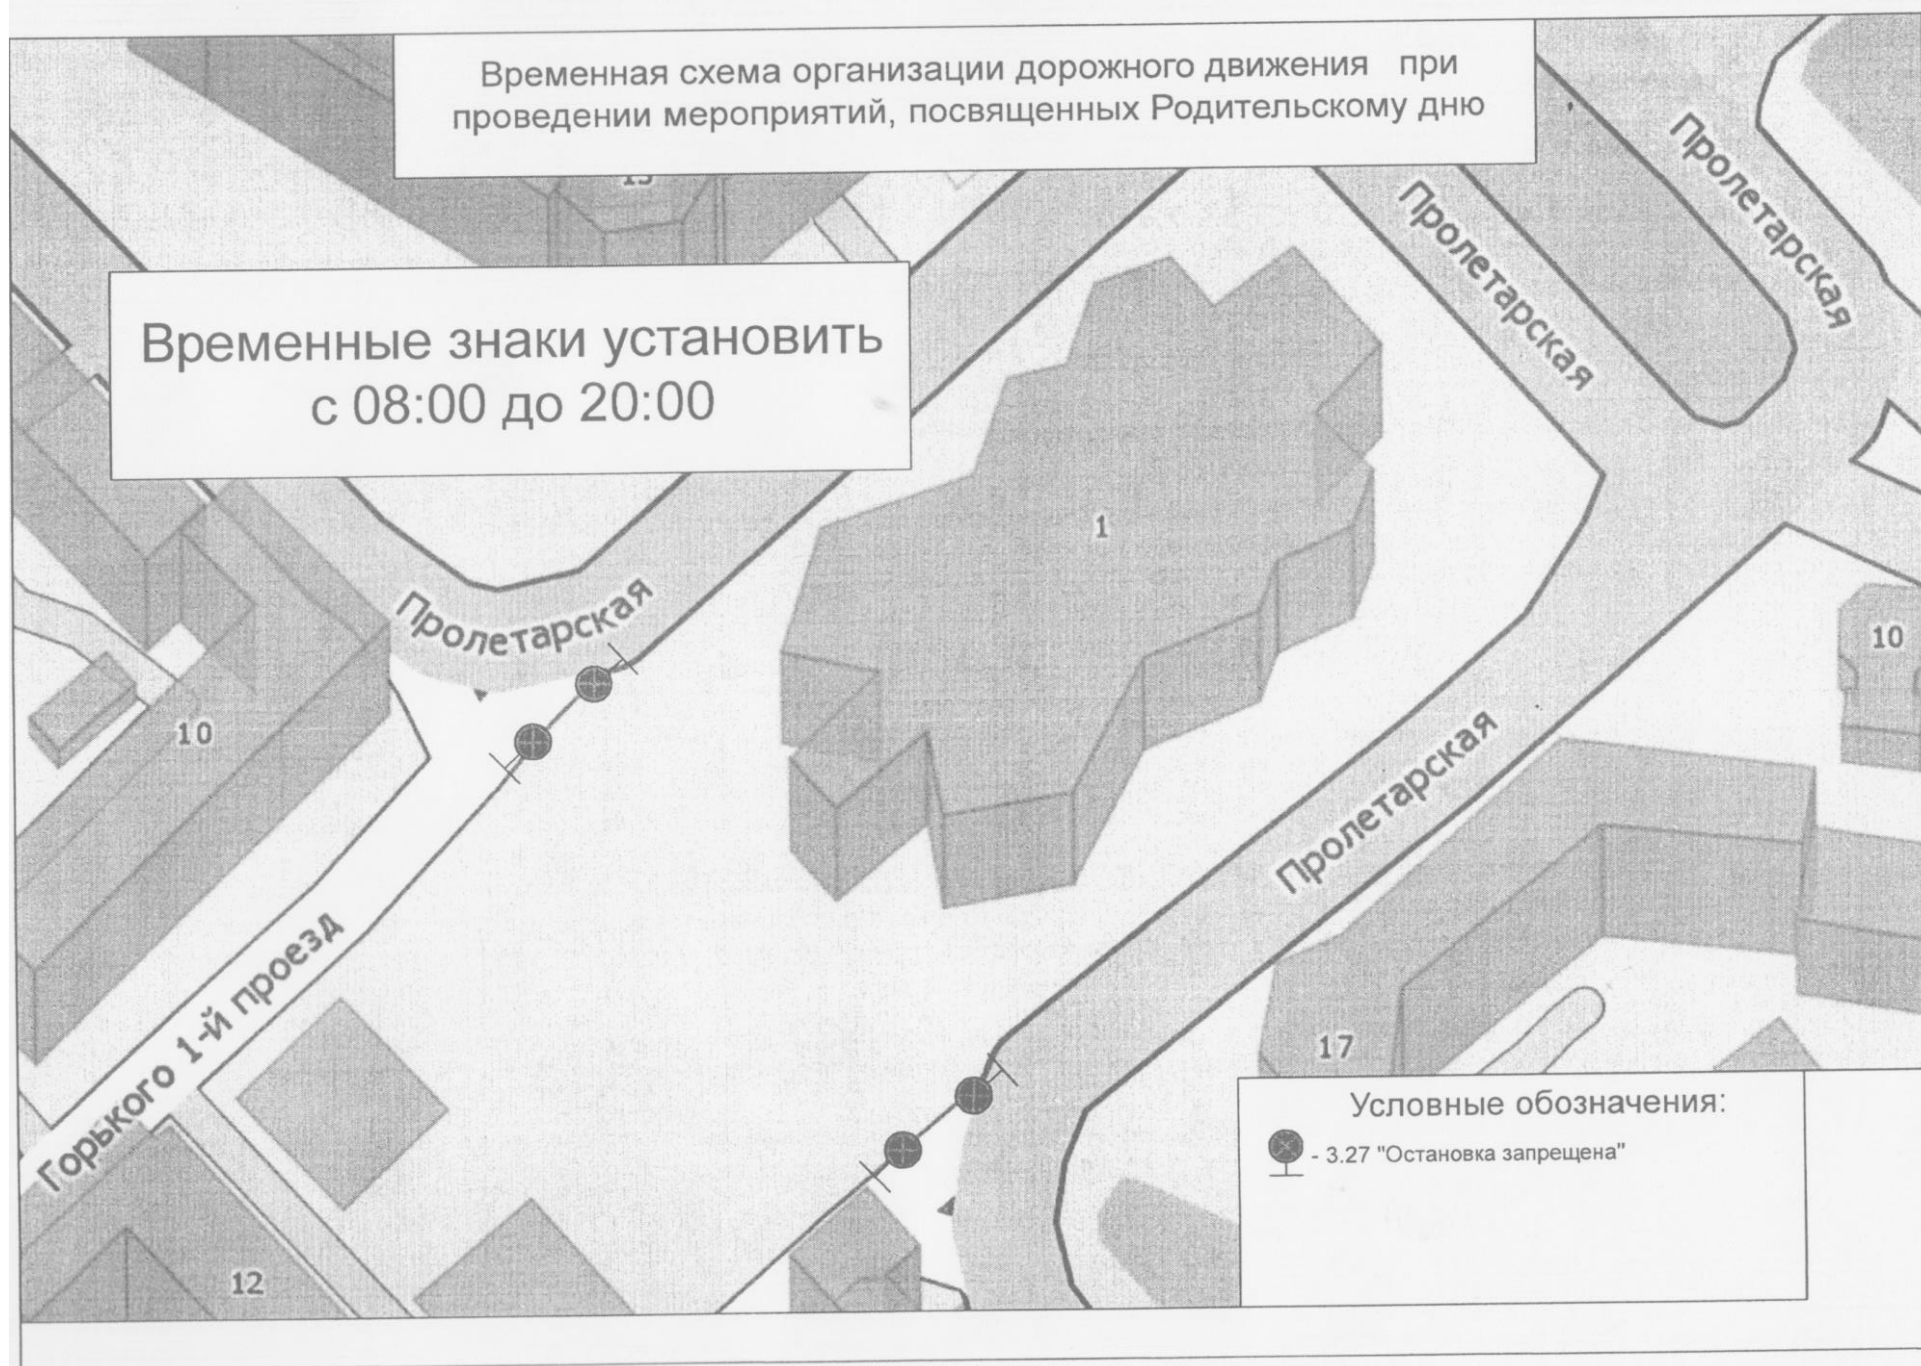 Временная схема организации дорожного движения при
проведении мероприятий, посвященных Родительскому дню
Пролетарская
Пролетарская
Временные знаки установить
с 08:00 до 20:00
1
Пролетарская
10
10
Пролетарская
Горького 1-й проезд
17
12
Условные обозначения:
- 3.27 "Остановка запрещена"